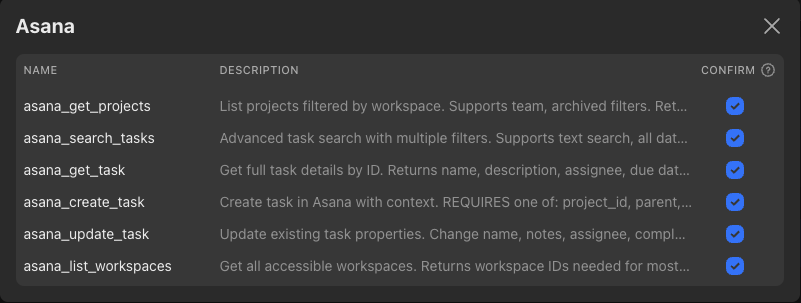 Asana
NAME DESCRIPTION CONFIRM ?
asana_get_projects List projects filtered by workspace. Supports team, archived filters. Ret...
asana_search_tasks Advanced task search with multiple filters. Supports text search, all dat...
asana_get_task Get full task details by ID. Returns name, description, assignee, due dat...
asana_create_task Create task in Asana with context. REQUIRES one of: project_id, parent,...
asana_update_task Update existing task properties. Change name, notes, assignee, compl...
asana_list_workspaces Get all accessible workspaces. Returns workspace IDs needed for most...